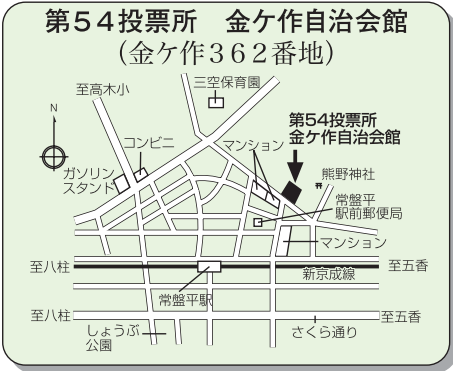 第５４投票所　金ケ作自治会館
（金ケ作３６２番地）
至高木小
三空保育園
N
第54投票所
金ケ作自治会館
コンビニ
マンション
ガソリン
スタンド
熊野神社
常盤平
駅前郵便局
マンション
至八柱
至五香
新京成線
常盤平駅
至八柱
至五香
しょうぶ
公園
さくら通り